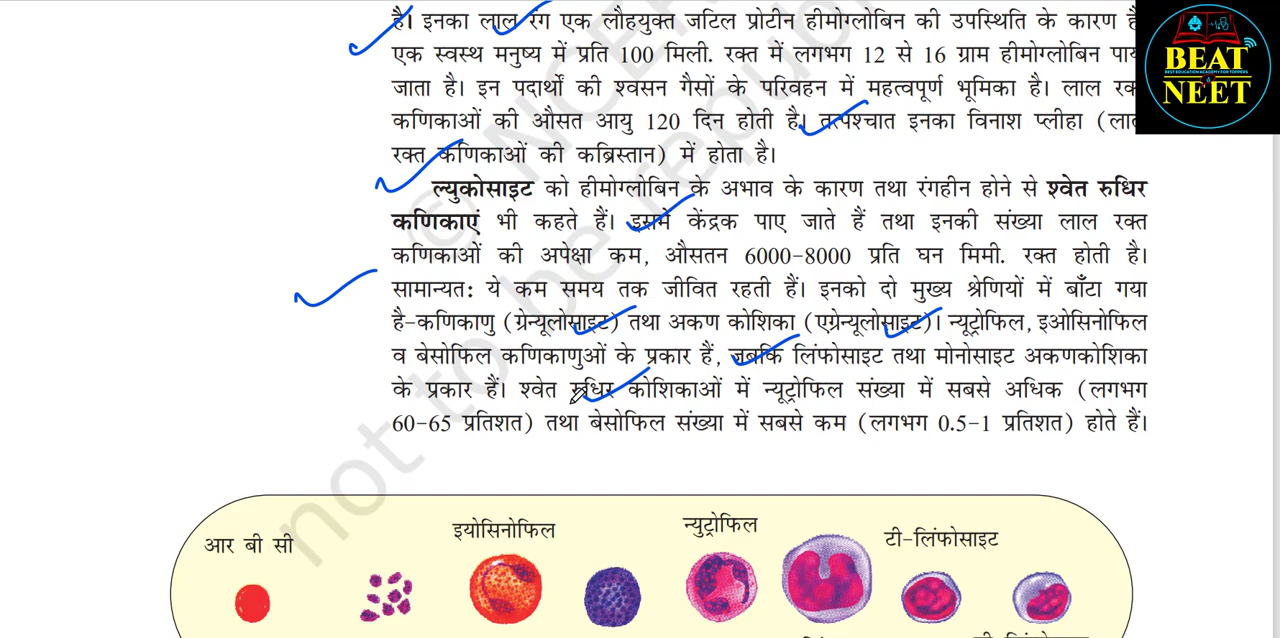 है। इनका लाल रंग एक लौहयुक्त जटिल प्रोटीन हीमोग्लोबिन की उपस्थिति के कारण है
एक स्वस्थ मनुष्य में प्रति 100 मिली. रक्त में लगभग 12 से 16 ग्राम हीमोग्लोबिन
जाता है। इन पदार्थों की श्वसन गैसों के परिवहन में महत्वपूर्ण भूमिका है। लाल
कणिकाओं की औसत आयु 120 दिन होती है। तत्पश्चात इनका विनाश प्लीहा
रक्त कणिकाओं की कब्रिस्तान) में होता है।
ल्युकोसाइट को हीमोग्लोबिन के अभाव के कारण तथा रंगहीन होने से श्वेत रुधिर
कणिकाएं भी कहते हैं। इसमें केंद्रक पाए जाते हैं तथा इनकी संख्या लाल रक्त
कणिकाओं की अपेक्षा कम, औसतन 6000-8000 प्रति घन मिमी. रक्त होती है।
सामान्यत: ये कम समय तक जीवित रहती हैं। इनको दो मुख्य श्रेणियों में बाँटा गया
है-कणिकाणु (ग्रेन्यूलोसाइट) तथा अकण कोशिका (एग्रेन्यूलोसाइट)। न्यूट्रोफिल, इओसिनोफिल
व बेसोफिल कणिकाणुओं के प्रकार हैं, जबकि लिंफोसाइट तथा मोनोसाइट अकणकोशिका
के प्रकार हैं। श्वेत रुधिर कोशिकाओं में न्यूट्रोफिल संख्या में सबसे अधिक (लगभग
60-65 प्रतिशत) तथा बेसोफिल संख्या में सबसे कम (लगभग 0.5-1 प्रतिशत) होते हैं।
आर बी सी
इयोसिनोफिल
न्युट्रोफिल
टी-लिंफोसाइट
BEAT
BEST EDUCATION ACADEMY FOR TOPPERS
NEET
not to be republ
© NCER